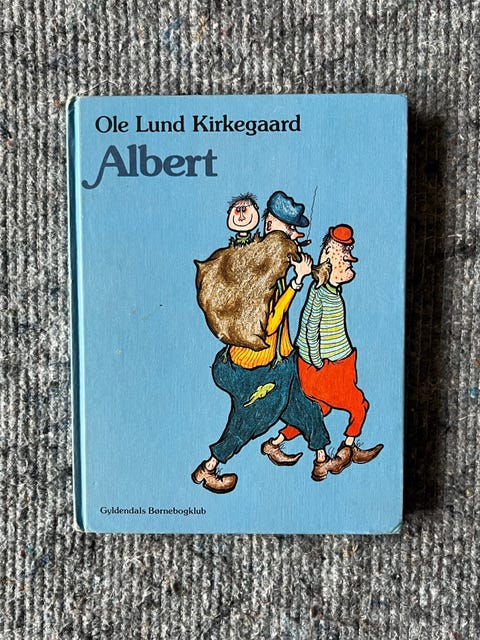 Ole Lund Kirkegaard
Albert
Gyldendals Børnebogklub